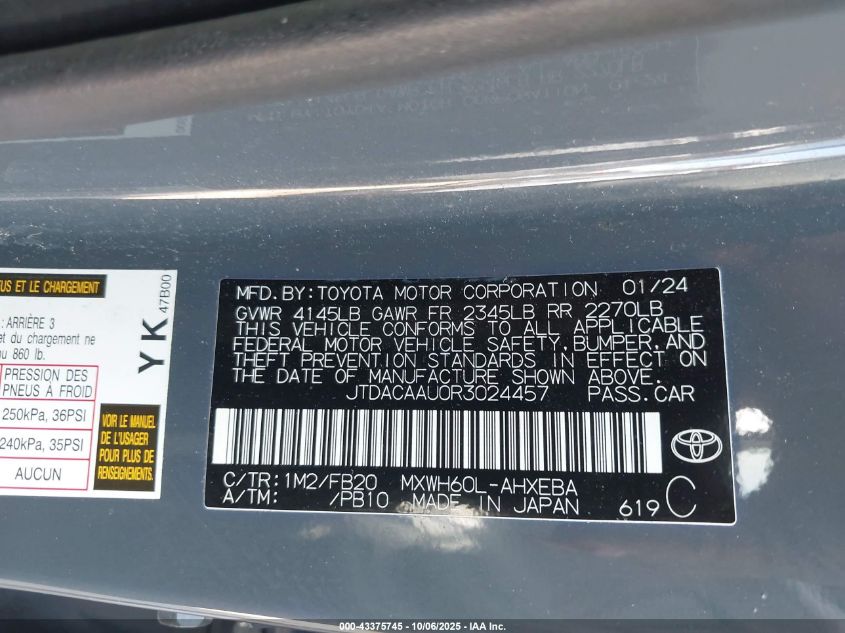 US ET LE CHARGEMENT
: ARRIÈRE 3
et du chargement ne
au 860 lb.
PRESSION DES
PNEUS À FROID
250kPa, 36PSI
240kPa, 35PSI
AUCUN
VOIR LE MANUEL
DE L'USAGER
POUR PLUS DE
Renseignements.
YK
47B00
MFD. BY: TOYOTA MOTOR CORPORATION 01/24
GVWR 4145LB GAWR FR 2345LB RR 2270LB
THIS VEHICLE CONFORMS TO ALL APPLICABLE
FEDERAL MOTOR VEHICLE SAFETY, BUMPER, AND
THEFT PREVENTION STANDARDS IN EFFECT ON
THE DATE OF MANUFACTURE SHOWN ABOVE.
JTDACAAU0R3024457 PASS.CAR
C/TR: 1M2/FB20 MXWH60L-AHXEBA
A/TM: /PB10 MADE IN JAPAN 619 C
000-43375745 - 10/06/2025 - IAA Inc.